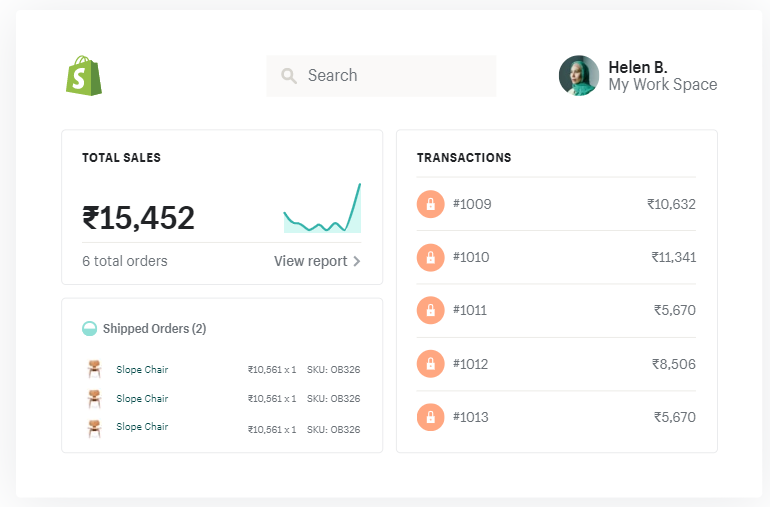 Search
Helen B.
My Work Space
TOTAL SALES
₹15,452
6 total orders View report
Shipped Orders (2)
Slope Chair ₹10,561 x 1 SKU: OB326
Slope Chair ₹10,561 x 1 SKU: OB326
Slope Chair ₹10,561 x 1 SKU: OB326
TRANSACTIONS
#1009 ₹10,632
#1010 ₹11,341
#1011 ₹5,670
#1012 ₹8,506
#1013 ₹5,670